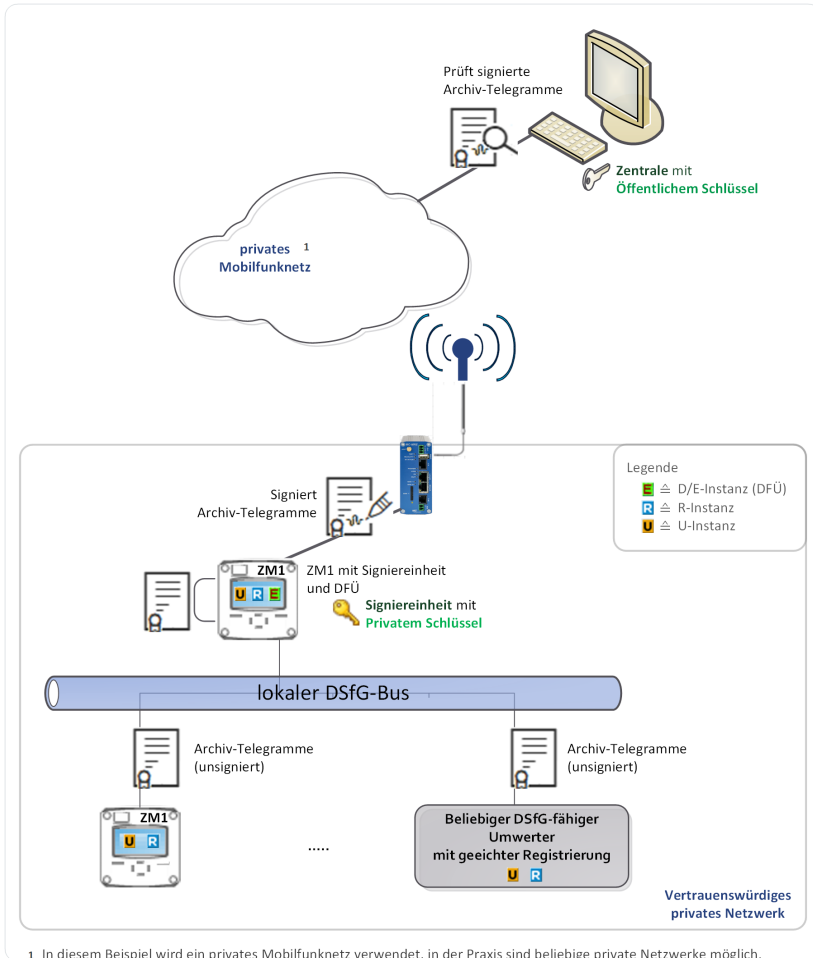 Prüft signierte
Archiv-Telegramme
Zentrale mit
Öffentlichem Schlüssel
privates 1
Mobilfunknetz
Legende
E ≙ D/E-Instanz (DFÜ)
R ≙ R-Instanz
U ≙ U-Instanz
Signiert
Archiv-Telegramme
ZM1
U R E
ZM1 mit Signiereinheit
und DFÜ
Signiereinheit mit
Privatem Schlüssel
lokaler DSfG-Bus
Archiv-Telegramme
(unsigniert)
Archiv-Telegramme
(unsigniert)
ZM1
U R
.....
Beliebiger DSfG-fähiger
Umwerter
mit geeichter Registrierung
U R
Vertrauenswürdiges
privates Netzwerk
1 In diesem Beispiel wird ein privates Mobilfunknetz verwendet, in der Praxis sind beliebige private Netzwerke möglich.